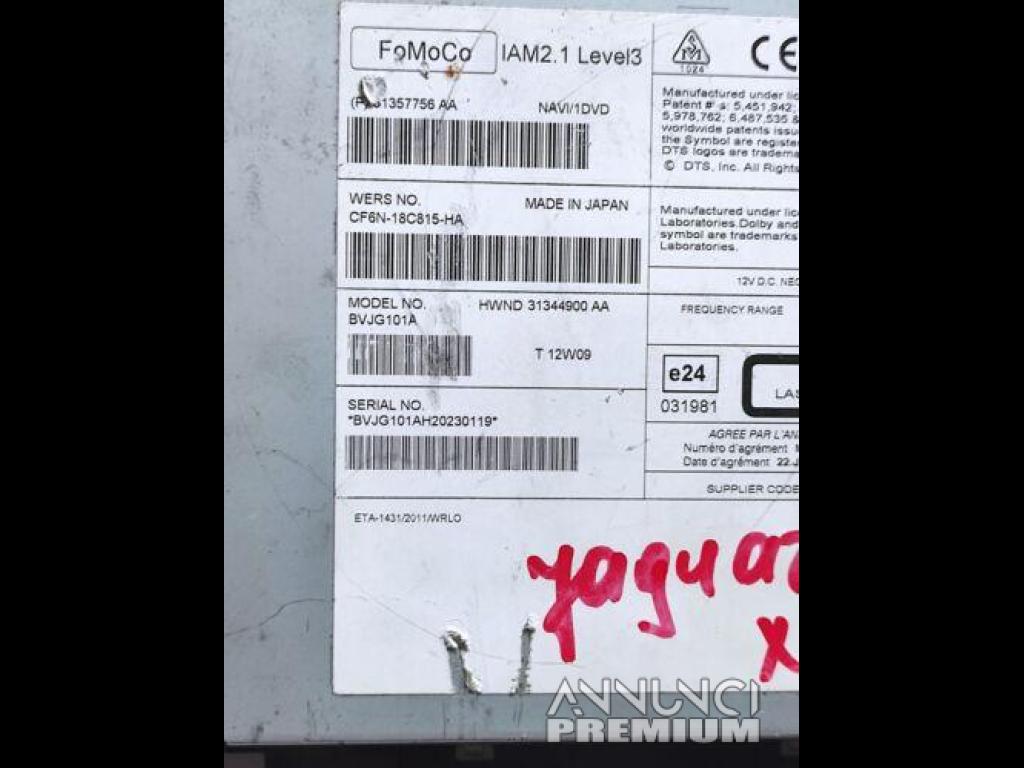 FoMoCo
IAM2.1 Level3
1357756 AA
NAVI/1DVD
WERS NO.
MADE IN JAPAN
CF6N-18C815-HA
MODEL NO.
HWND 31344900 AA
BVJG101A
T 12W09
SERIAL NO.
*BVJG101AH20230119*
ETA-1431/2011/WRLO
1024
CE
Manufactured under lic
Patent # s: 5,451,942;
5,978,762; 6,487,535 &
worldwide patents issu
the Symbol are register
DTS logos are tradema
© DTS, Inc. All Rights
Manufactured under lic
Laboratories.Dolby and
symbol are trademarks
Laboratories.
12V D.C. NEG
FREQUENCY RANGE
e24
031981
LAS
AGREE PAR L'AN
Numéro d'agrément
Date d'agrément 22 J
SUPPLIER CODE
Jaguar
X
ANNUNCI
PREMIUM